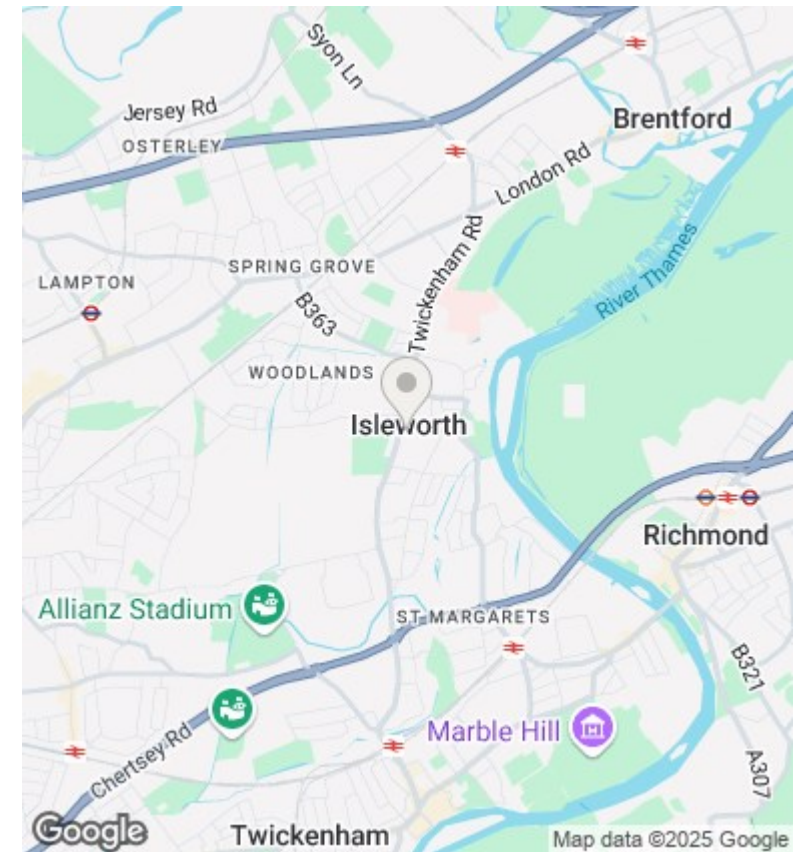 Syon Ln
Jersey Rd
Brentford
OSTERLEY
London Rd
Twickenham Rd
River Thames
SPRING GROVE
LAMPTON
B363
WOODLANDS
Isleworth
Richmond
Allianz Stadium
ST MARGARETS
B321
Marble Hill
A307
Chertsey Rd
Google
Twickenham
Map data ©2025 Google